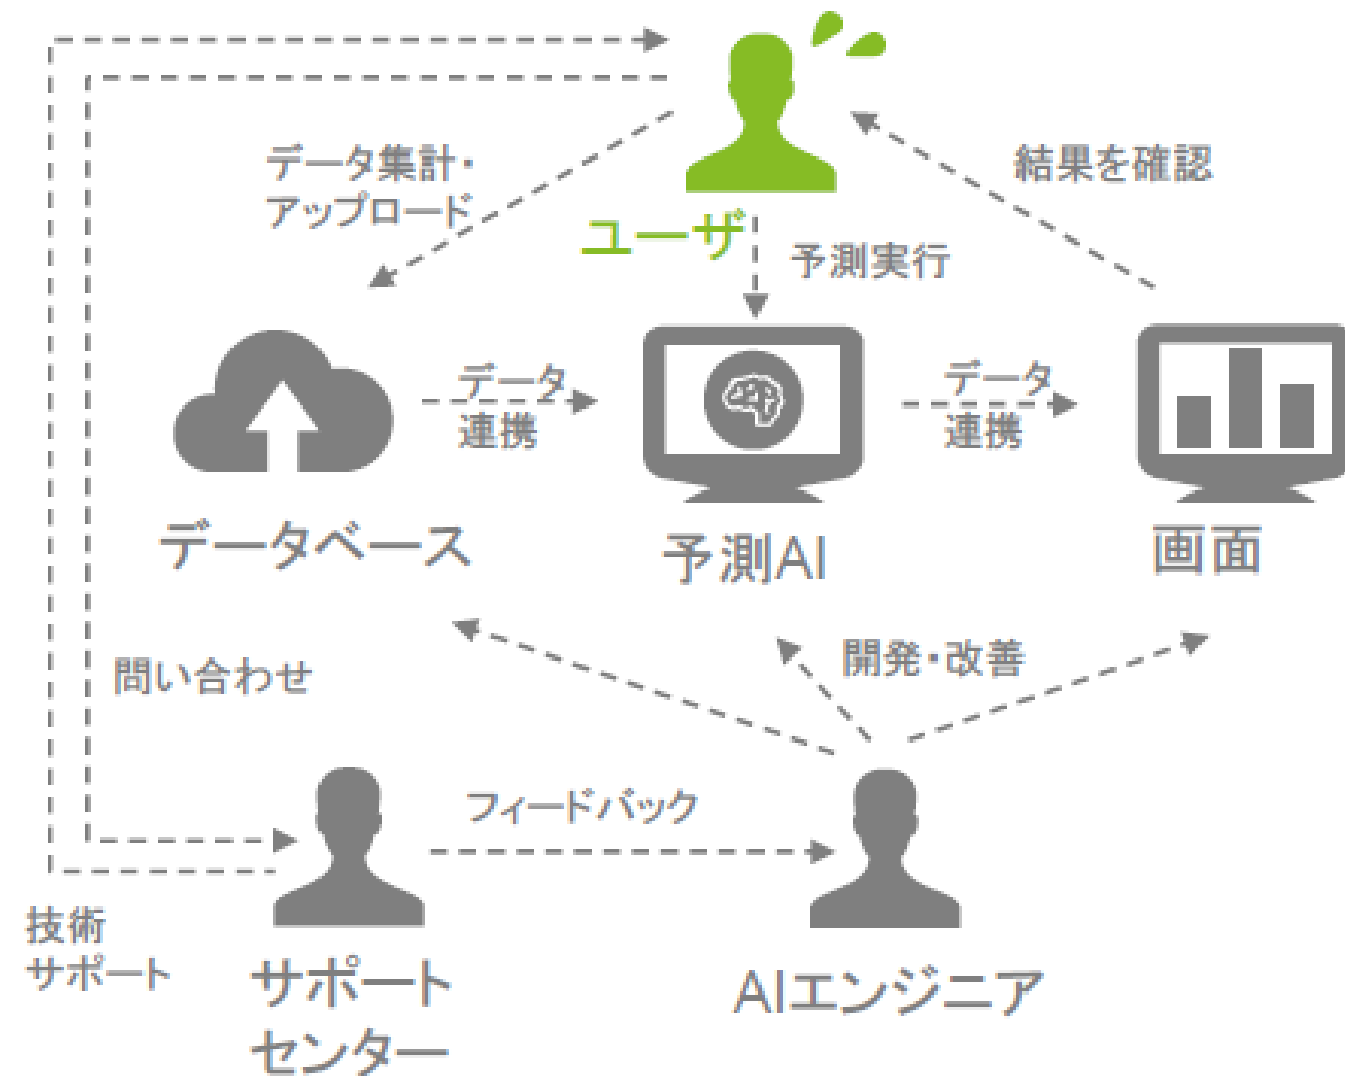 データ集計・
アップロード
結果を確認
ユーザ
予測実行
データ
連携
データ
連携
データベース
予測AI
画面
問い合わせ
開発・改善
フィードバック
技術
サポート
サポート
センター
AIエンジニア